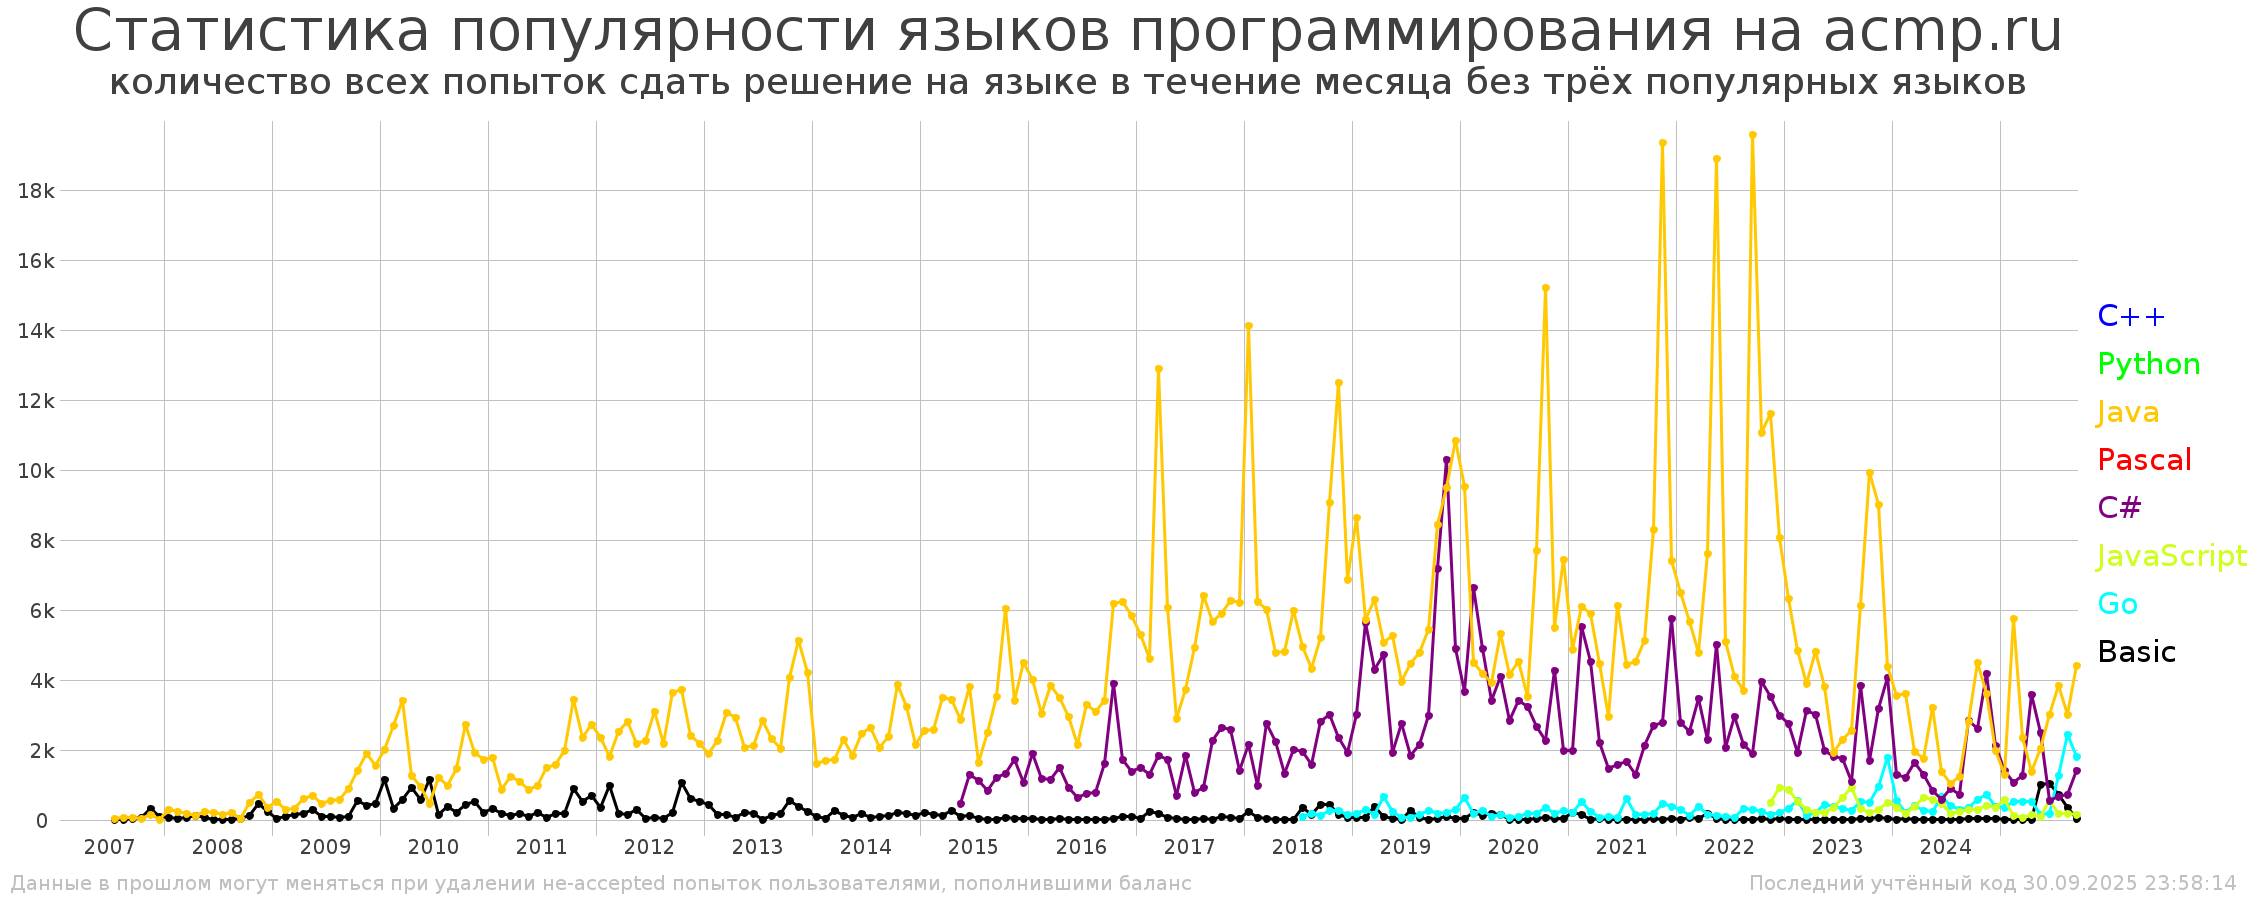 Статистика популярности языков программирования на acmp.ru
количество всех попыток сдать решение на языке в течение месяца без трёх популярных языков
18k
16k
14k
12k
10k
8k
6k
4k
2k
0
C++
Python
Java
Pascal
C#
JavaScript
Go
Basic
2007 2008 2009 2010 2011 2012 2013 2014 2015 2016 2017 2018 2019 2020 2021 2022 2023 2024
Данные в прошлом могут меняться при удалении не-accepted попыток пользователями, пополнившими баланс
Последний учтённый код 30.09.2025 23:58:14